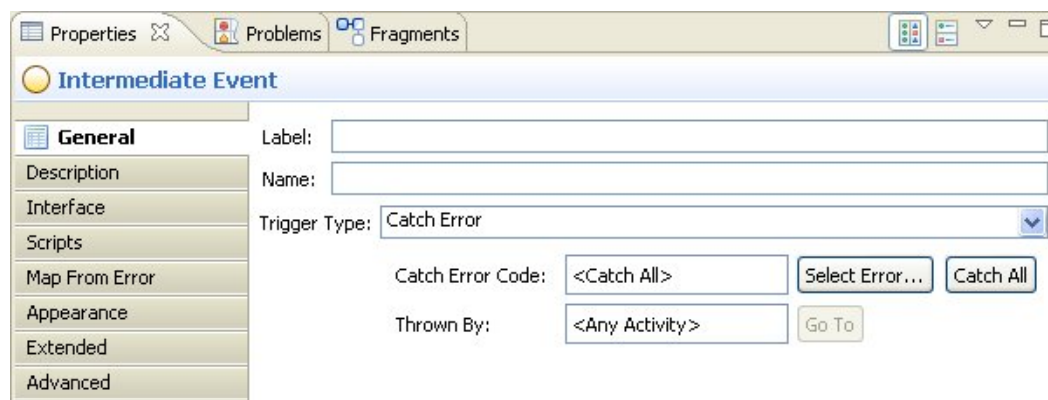 Properties Problems Fragments
Intermediate Event
General
Description
Interface
Scripts
Map From Error
Appearance
Extended
Advanced
Label:
Name:
Trigger Type: Catch Error
Catch Error Code: <Catch All> Select Error... Catch All
Thrown By: <Any Activity> Go To